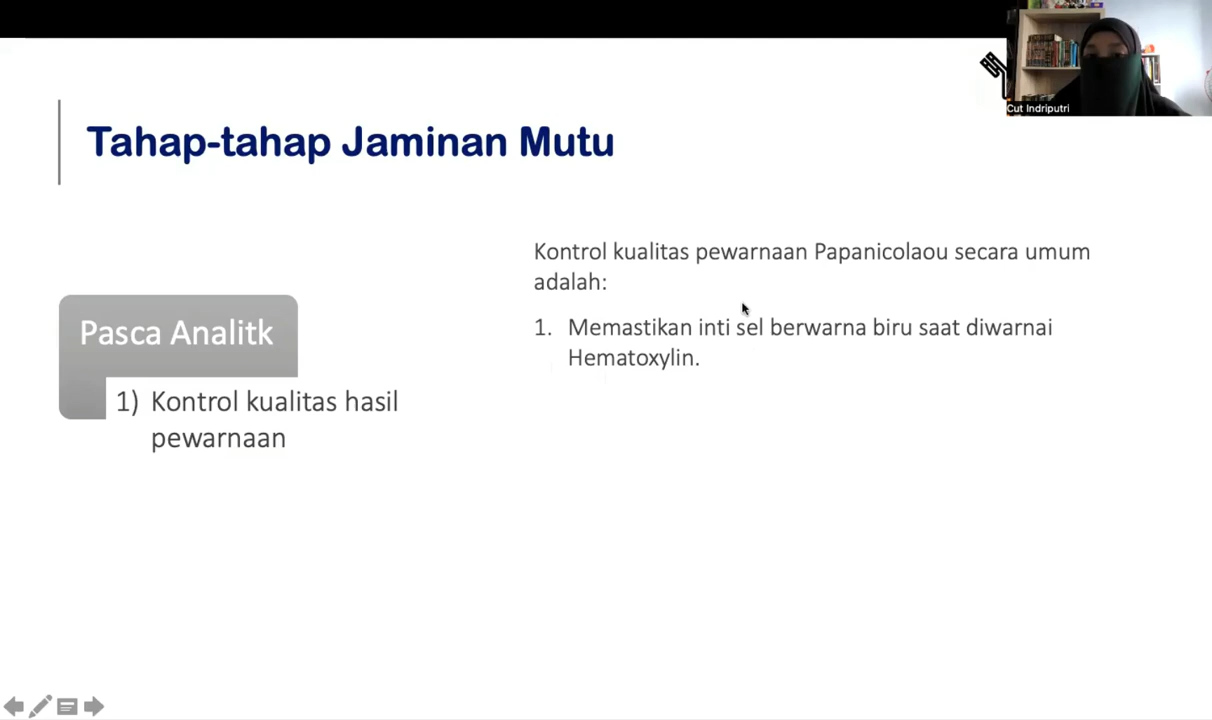 Cut Indriputri
Tahap-tahap Jaminan Mutu
Pasca Analitk
1) Kontrol kualitas hasil
pewarnaan
Kontrol kualitas pewarnaan Papanicolaou secara umum
adalah:
1. Memastikan inti sel berwarna biru saat diwarnai
Hematoxylin.